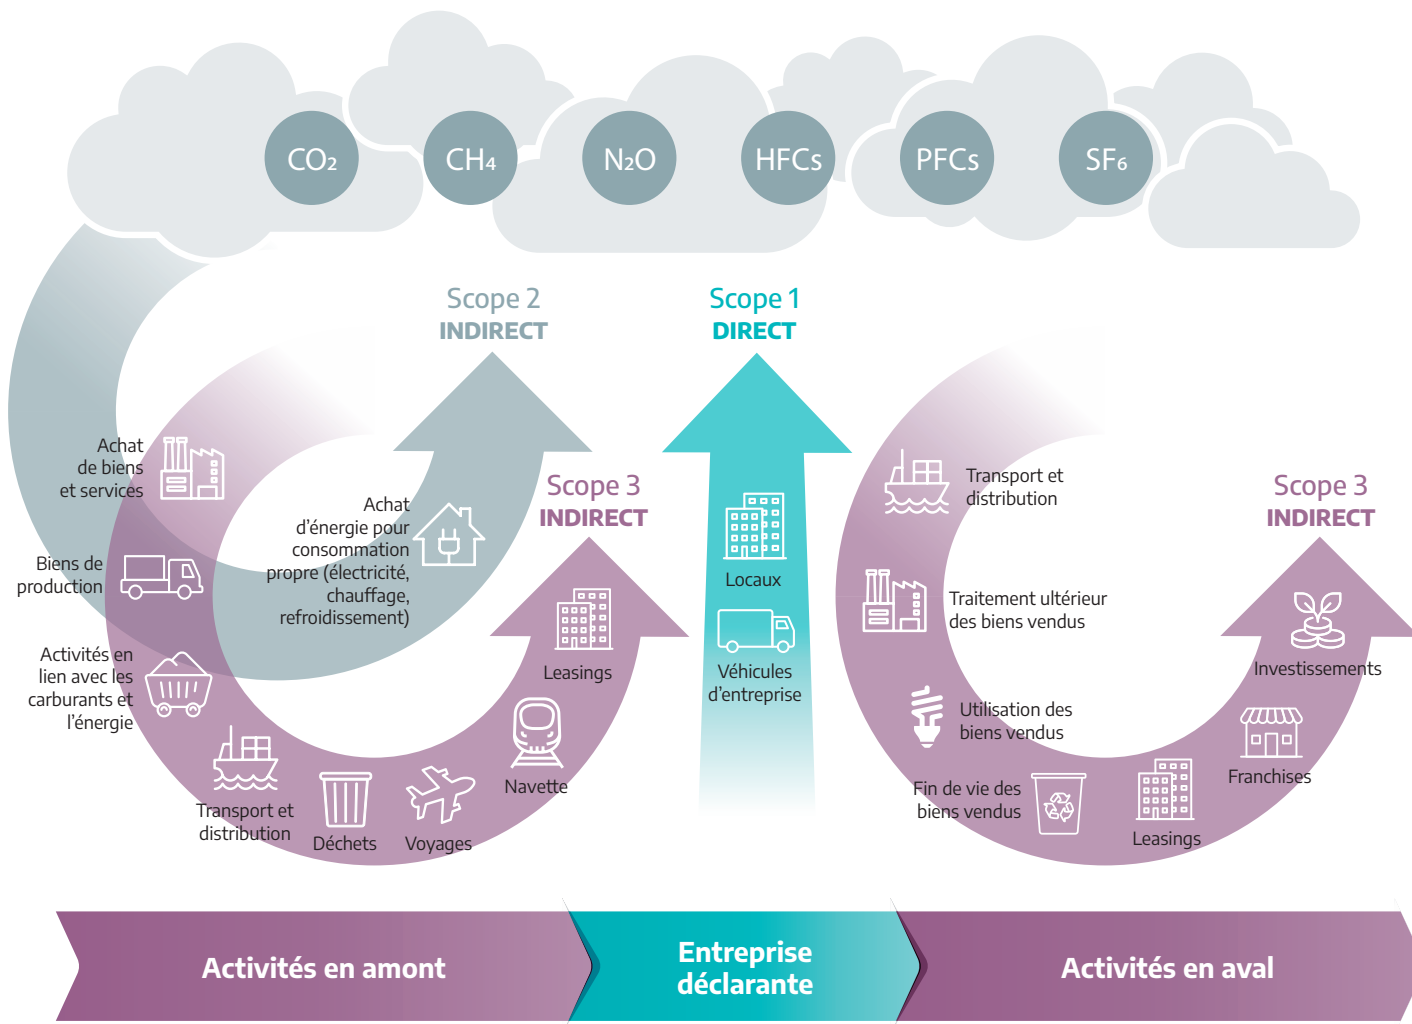 CO₂
CH₄
N₂O
HFCs
PFCs
SF₆
Scope 2
INDIRECT
Scope 1
DIRECT
Achat
de biens
et services
Biens de
production
Activités en
lien avec les
carburants et
l’énergie
Transport et
distribution
Déchets
Voyages
Navette
Leasings
Scope 3
INDIRECT
Achat
d’énergie pour
consommation
propre (électricité,
chauffage,
refroidissement)
Locaux
Véhicules
d’entreprise
Transport et
distribution
Traitement ultérieur
des biens vendus
Utilisation des
biens vendus
Fin de vie des
biens vendus
Leasings
Franchises
Investissements
Scope 3
INDIRECT
Activités en amont
Entreprise
déclarante
Activités en aval